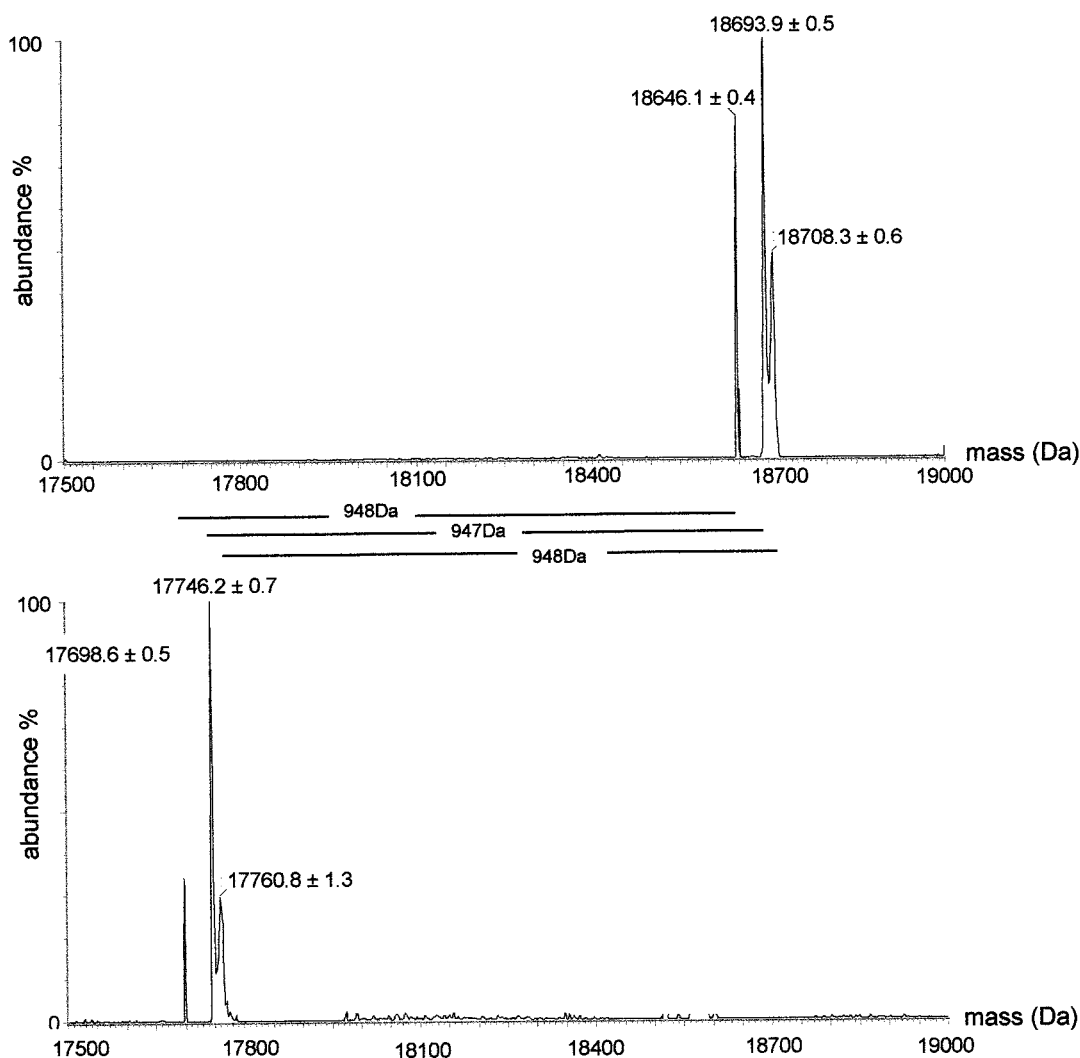 18693.9 ± 0.5
100
18646.1 ± 0.4
18708.3 ± 0.6
abundance %
0
mass (Da)
17500 17800 18100 18400 18700 19000
948Da
947Da
948Da
17746.2 ± 0.7
100
17698.6 ± 0.5
abundance %
17760.8 ± 1.3
0
mass (Da)
17500 17800 18100 18400 18700 19000